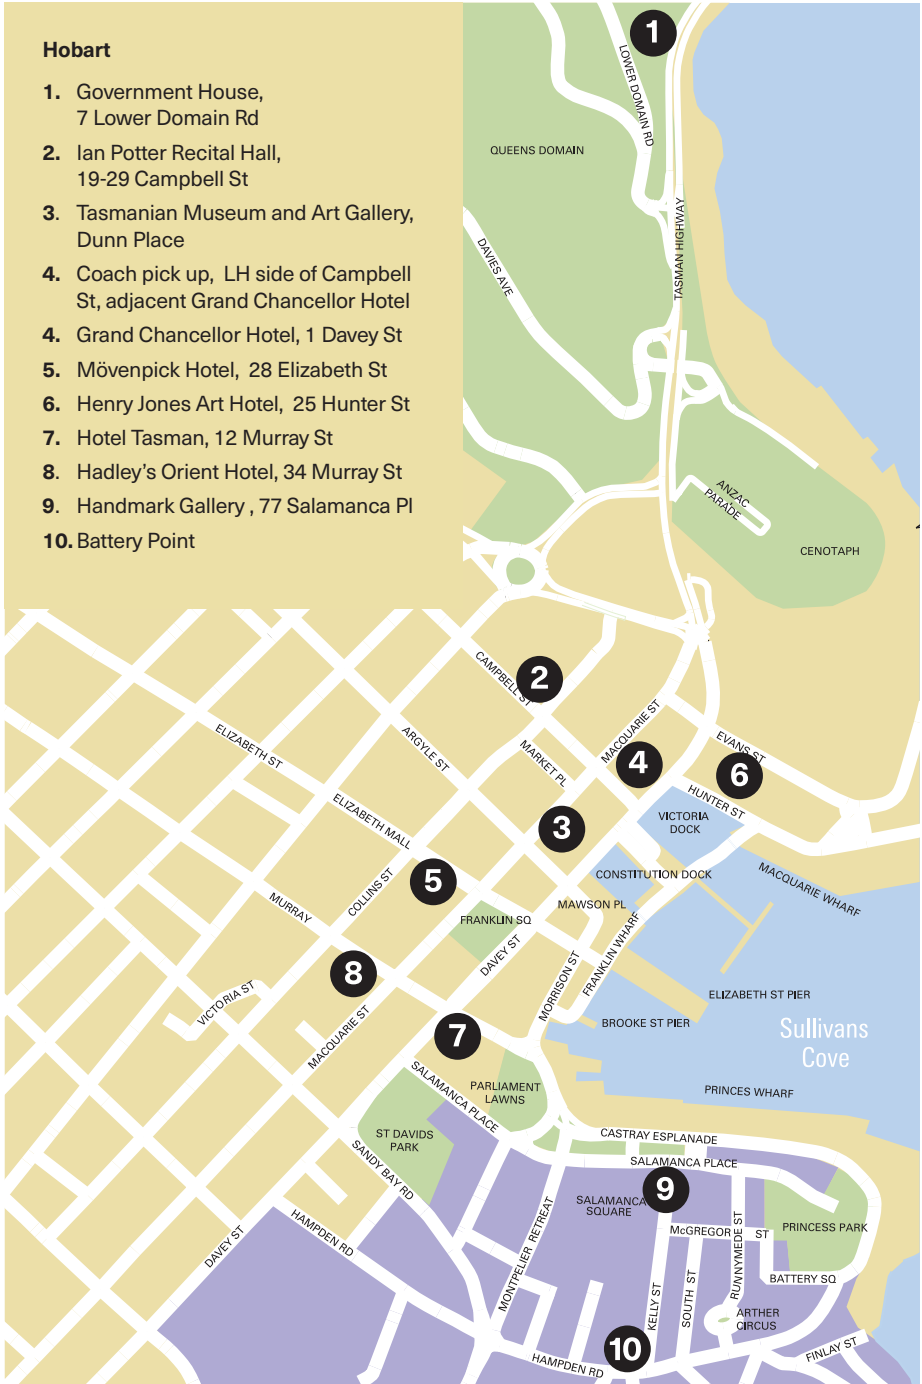 Hobart
1. Government House,
7 Lower Domain Rd
2. Ian Potter Recital Hall,
19-29 Campbell St
3. Tasmanian Museum and Art Gallery,
Dunn Place
4. Coach pick up, LH side of Campbell
St, adjacent Grand Chancellor Hotel
4. Grand Chancellor Hotel, 1 Davey St
5. Mövenpick Hotel, 28 Elizabeth St
6. Henry Jones Art Hotel, 25 Hunter St
7. Hotel Tasman, 12 Murray St
8. Hadley's Orient Hotel, 34 Murray St
9. Handmark Gallery , 77 Salamanca Pl
10. Battery Point
1
LOWER DOMAIN RD
QUEENS DOMAIN
TASMAN HIGHWAY
DAVIES AVE
ANZAC
PARADE
CENOTAPH
CAMPBELL ST
2
MACQUARIE ST
ELIZABETH ST
ARGYLE ST
MARKET PL
EVANS ST
4
6
HUNTER ST
ELIZABETH MALL
VICTORIA
DOCK
3
CONSTITUTION DOCK
MACQUARIE WHARF
5
COLLINS ST
MURRAY
MAWSON PL
FRANKLIN SQ
DAVEY ST
FRANKLIN WHARF
MORRISON ST
8
VICTORIA ST
ELIZABETH ST PIER
BROOKE ST PIER
Sullivans
Cove
MACQUARIE ST
7
SALAMANCA PLACE
PARLIAMENT
LAWNS
PRINCES WHARF
ST DAVIDS
PARK
CASTRAY ESPLANADE
SALAMANCA PLACE
SANDY BAY RD
9
SALAMANCA
SQUARE
MONTPELIER RETREAT
McGREGOR ST
RUNNYMEDE ST
PRINCESS PARK
DAVEY ST
HAMPDEN RD
BATTERY SQ
KELLY ST
SOUTH ST
ARTHER
CIRCUS
10
HAMPDEN RD
FINLAY ST